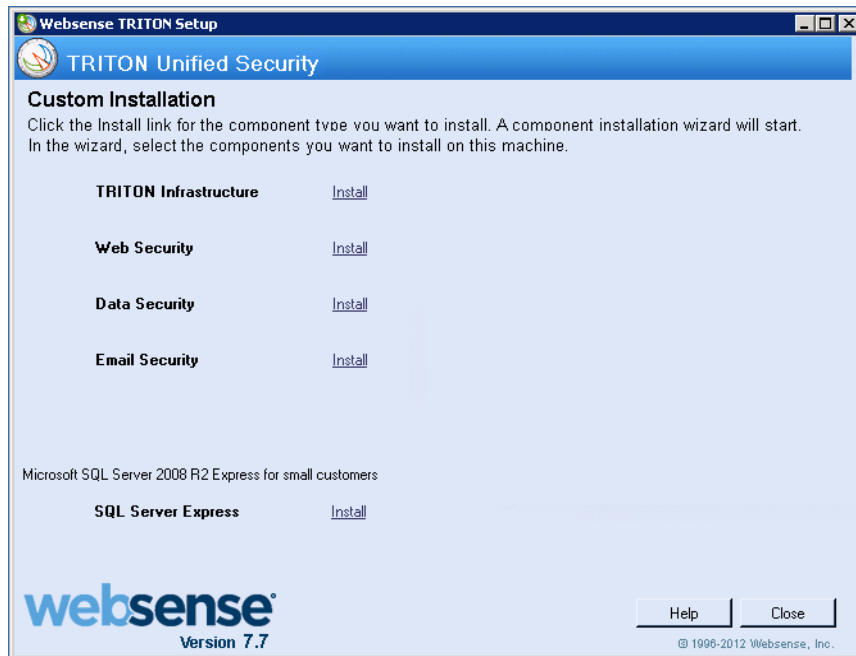 Websense TRITON Setup
TRITON Unified Security
Custom Installation
Click the Install link for the component type you want to install. A component installation wizard will start.
In the wizard, select the components you want to install on this machine.
TRITON Infrastructure Install
Web Security Install
Data Security Install
Email Security Install
Microsoft SQL Server 2008 R2 Express for small customers
SQL Server Express Install
websense®
Version 7.7
Help Close
© 1996-2012 Websense, Inc.